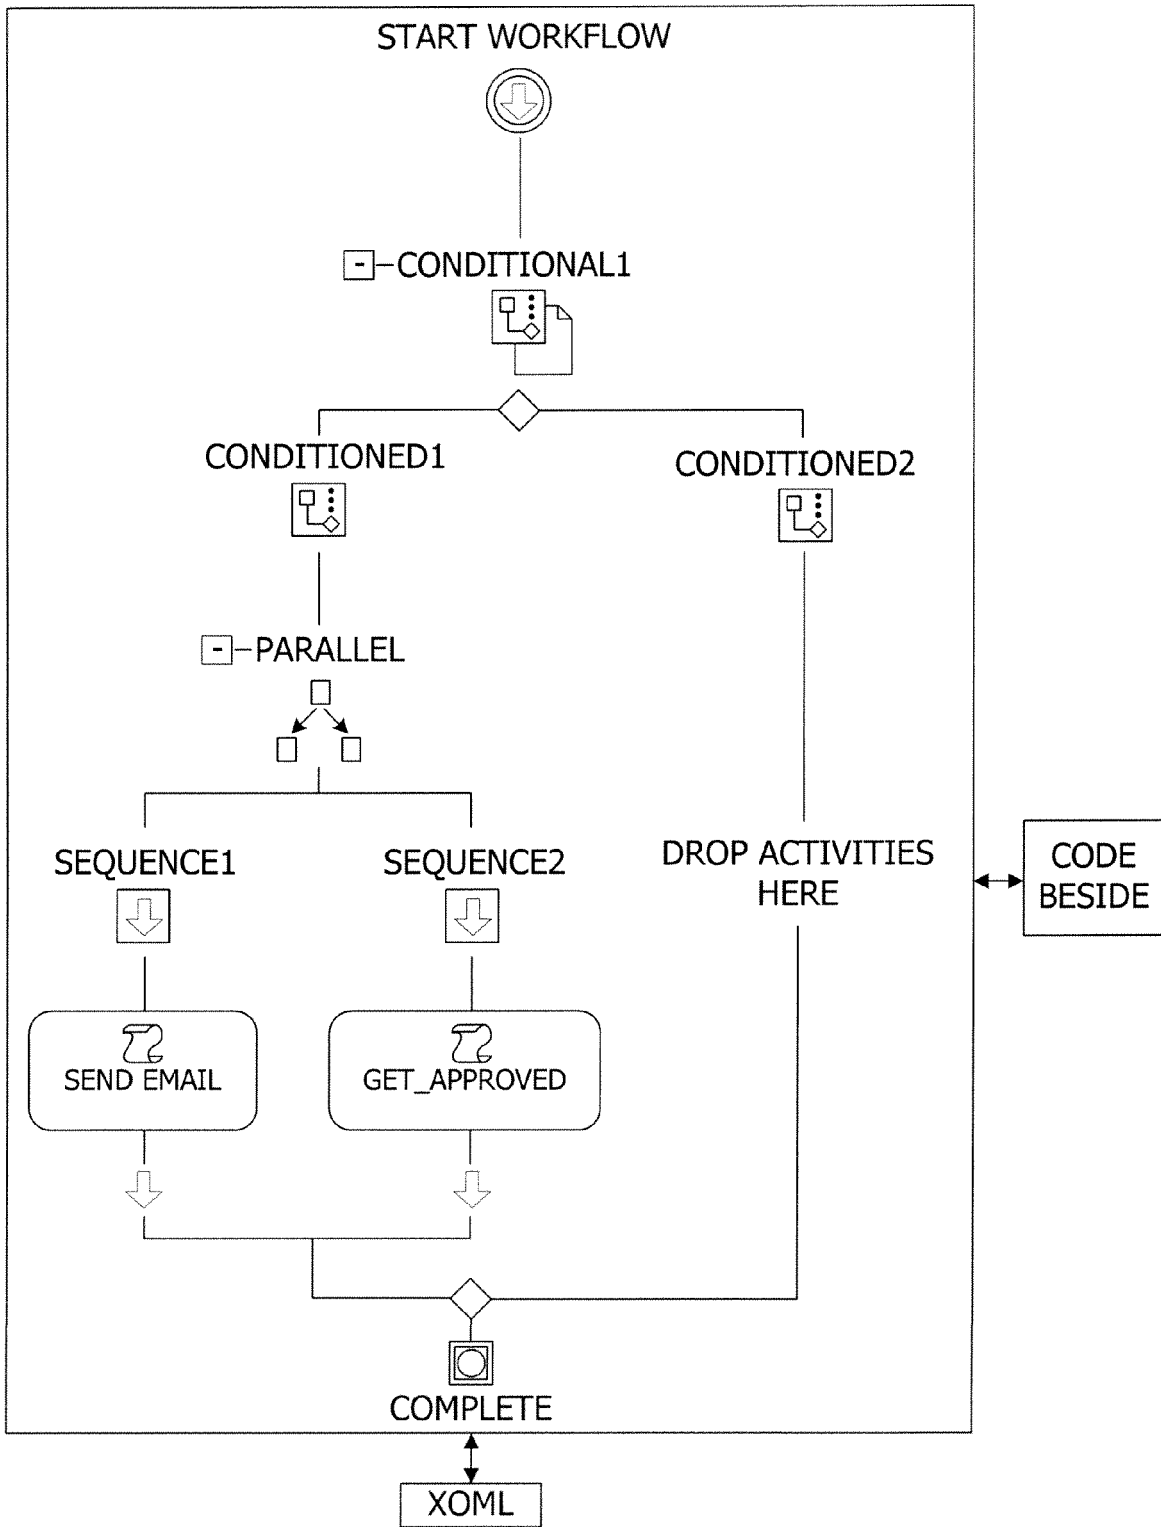 START WORKFLOW
CONDITIONAL1
CONDITIONED1
CONDITIONED2
PARALLEL
SEQUENCE1
SEQUENCE2
DROP ACTIVITIES
HERE
CODE
BESIDE
SEND EMAIL
GET_APPROVED
COMPLETE
XOML